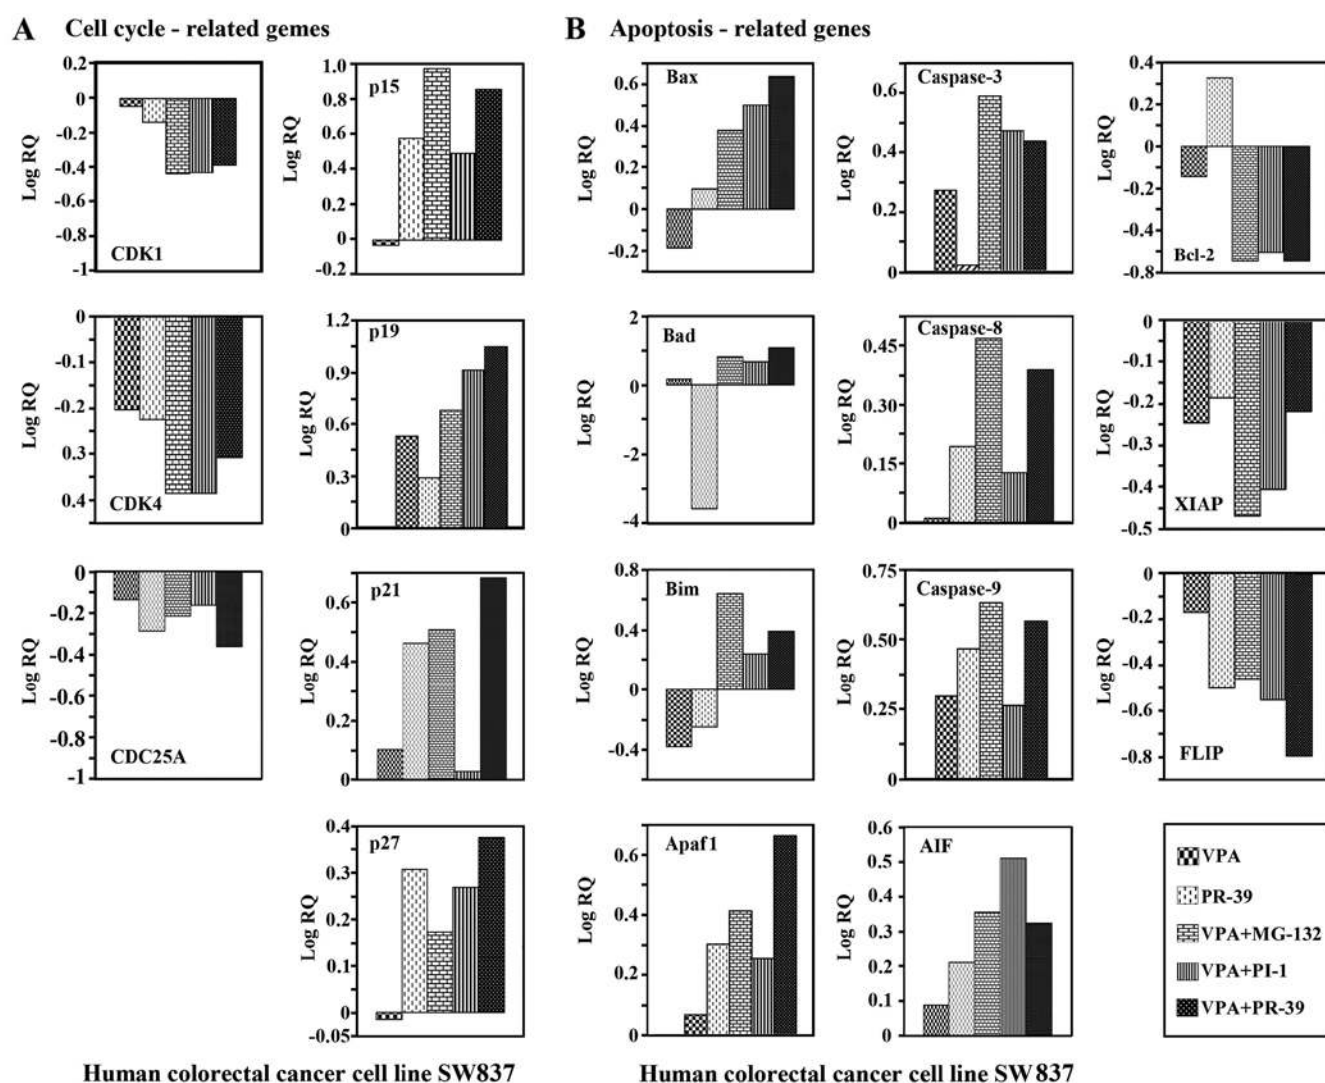 A Cell cycle - related gemes
B Apoptosis - related genes
0.2
0
-0.2
-0.4
-0.6
-0.8
-1
Log RQ
CDK1
1.0
0.8
0.6
0.4
0.2
0
-0.2
Log RQ
p15
0.6
0.4
0.2
0
-0.2
Log RQ
Bax
0.6
0.4
0.2
0
Log RQ
Caspase-3
0.4
0.2
0
-0.2
-0.4
-0.6
-0.8
Log RQ
Bcl-2
0
-0.1
-0.2
0.3
0.4
Log RQ
CDK4
1.2
0.9
0.6
0.3
0
Log RQ
p19
2
0
-2
-4
Log RQ
Bad
0.45
0.30
0.15
0
Log RQ
Caspase-8
0
-0.1
-0.2
-0.3
-0.4
-0.5
Log RQ
XIAP
0
-0.2
-0.4
-0.6
-0.8
-1
Log RQ
CDC25A
0.6
0.4
0.2
0
Log RQ
p21
0.8
0.4
0
-0.4
Log RQ
Bim
0.75
0.50
0.25
0
Log RQ
Caspase-9
0
-0.2
-0.4
-0.6
-0.8
Log RQ
FLIP
0.4
0.3
0.2
0.1
0
-0.05
Log RQ
p27
0.6
0.4
0.2
0
Log RQ
Apaf1
0.6
0.5
0.4
0.3
0.2
0.1
0
Log RQ
AIF
VPA
PR-39
VPA+MG-132
VPA+PI-1
VPA+PR-39
Human colorectal cancer cell line SW837
Human colorectal cancer cell line SW837